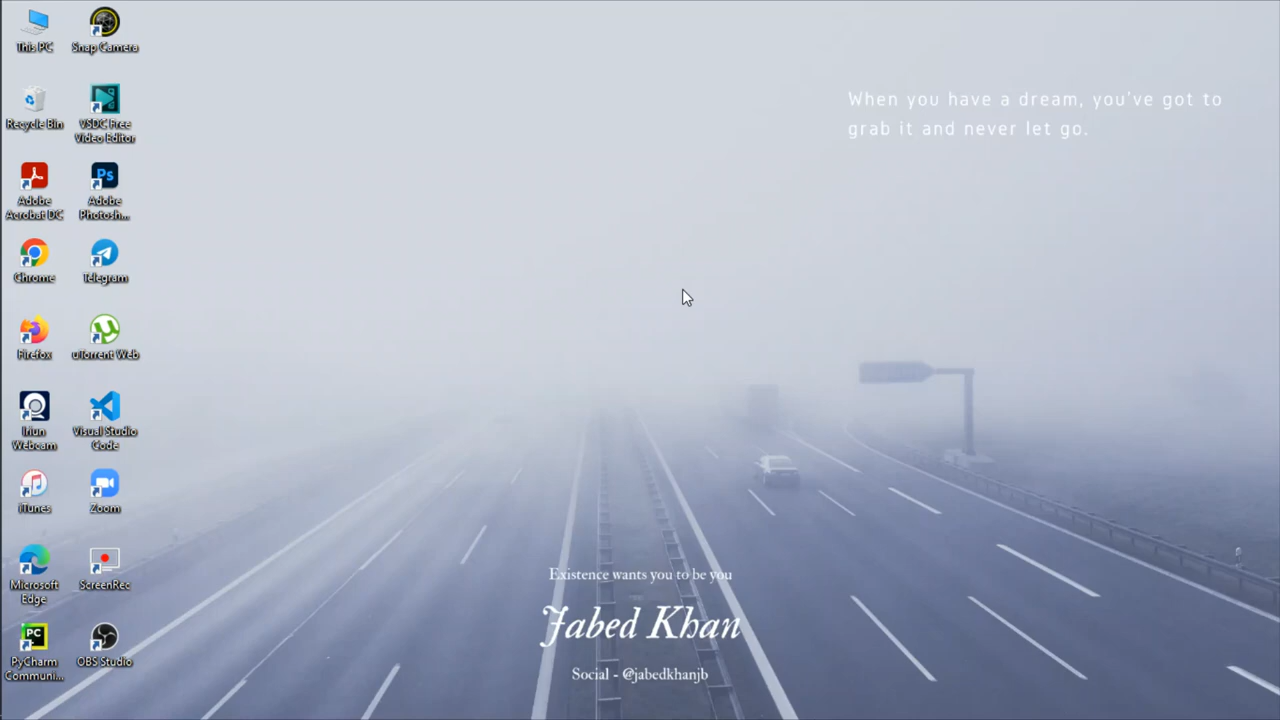 This PC
Snap Camera
Recycle Bin
VSDC Free
Video Editor
Adobe
Acrobat DC
Adobe
Photosh...
Chrome
Telegram
Firefox
uTorrent Web
Iriun
Webcam
Visual Studio
Code
iTunes
Zoom
Microsoft
Edge
ScreenRec
PyCharm
Communi...
OBS Studio
Ps
PC
When you have a dream, you've got to
grab it and never let go.
Existence wants you to be you
Jabed Khan
Social - @jabedkhanjb